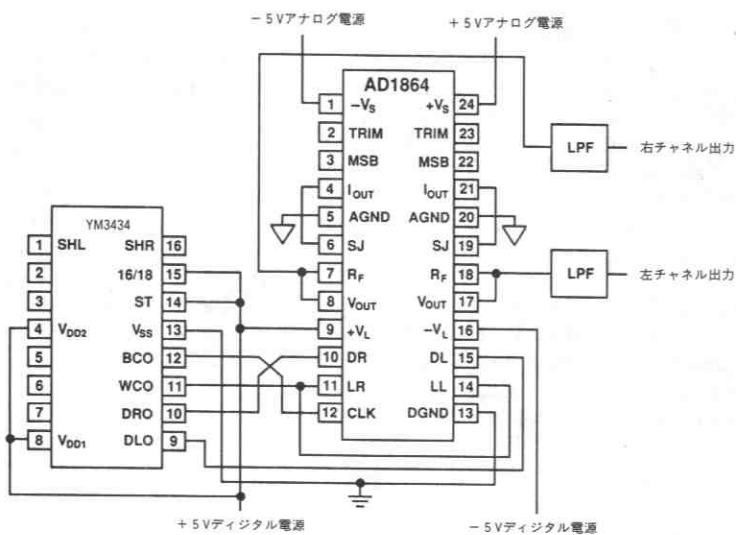 －5Vアナログ電源
＋5Vアナログ電源
AD1864
1 −VS +VS 24
2 TRIM TRIM 23
3 MSB MSB 22
4 IOUT IOUT 21
5 AGND AGND 20
6 SJ SJ 19
7 RF RF 18
8 VOUT VOUT 17
9 +VL −VL 16
10 DR DL 15
11 LR LL 14
12 CLK DGND 13
LPF
右チャネル出力
LPF
左チャネル出力
YM3434
1 SHL SHR 16
2 16/18 15
3 ST 14
4 VDD2 VSS 13
5 BCO 12
6 WCO 11
7 DRO 10
8 VDD1 DLO 9
＋5Vディジタル電源
－5Vディジタル電源